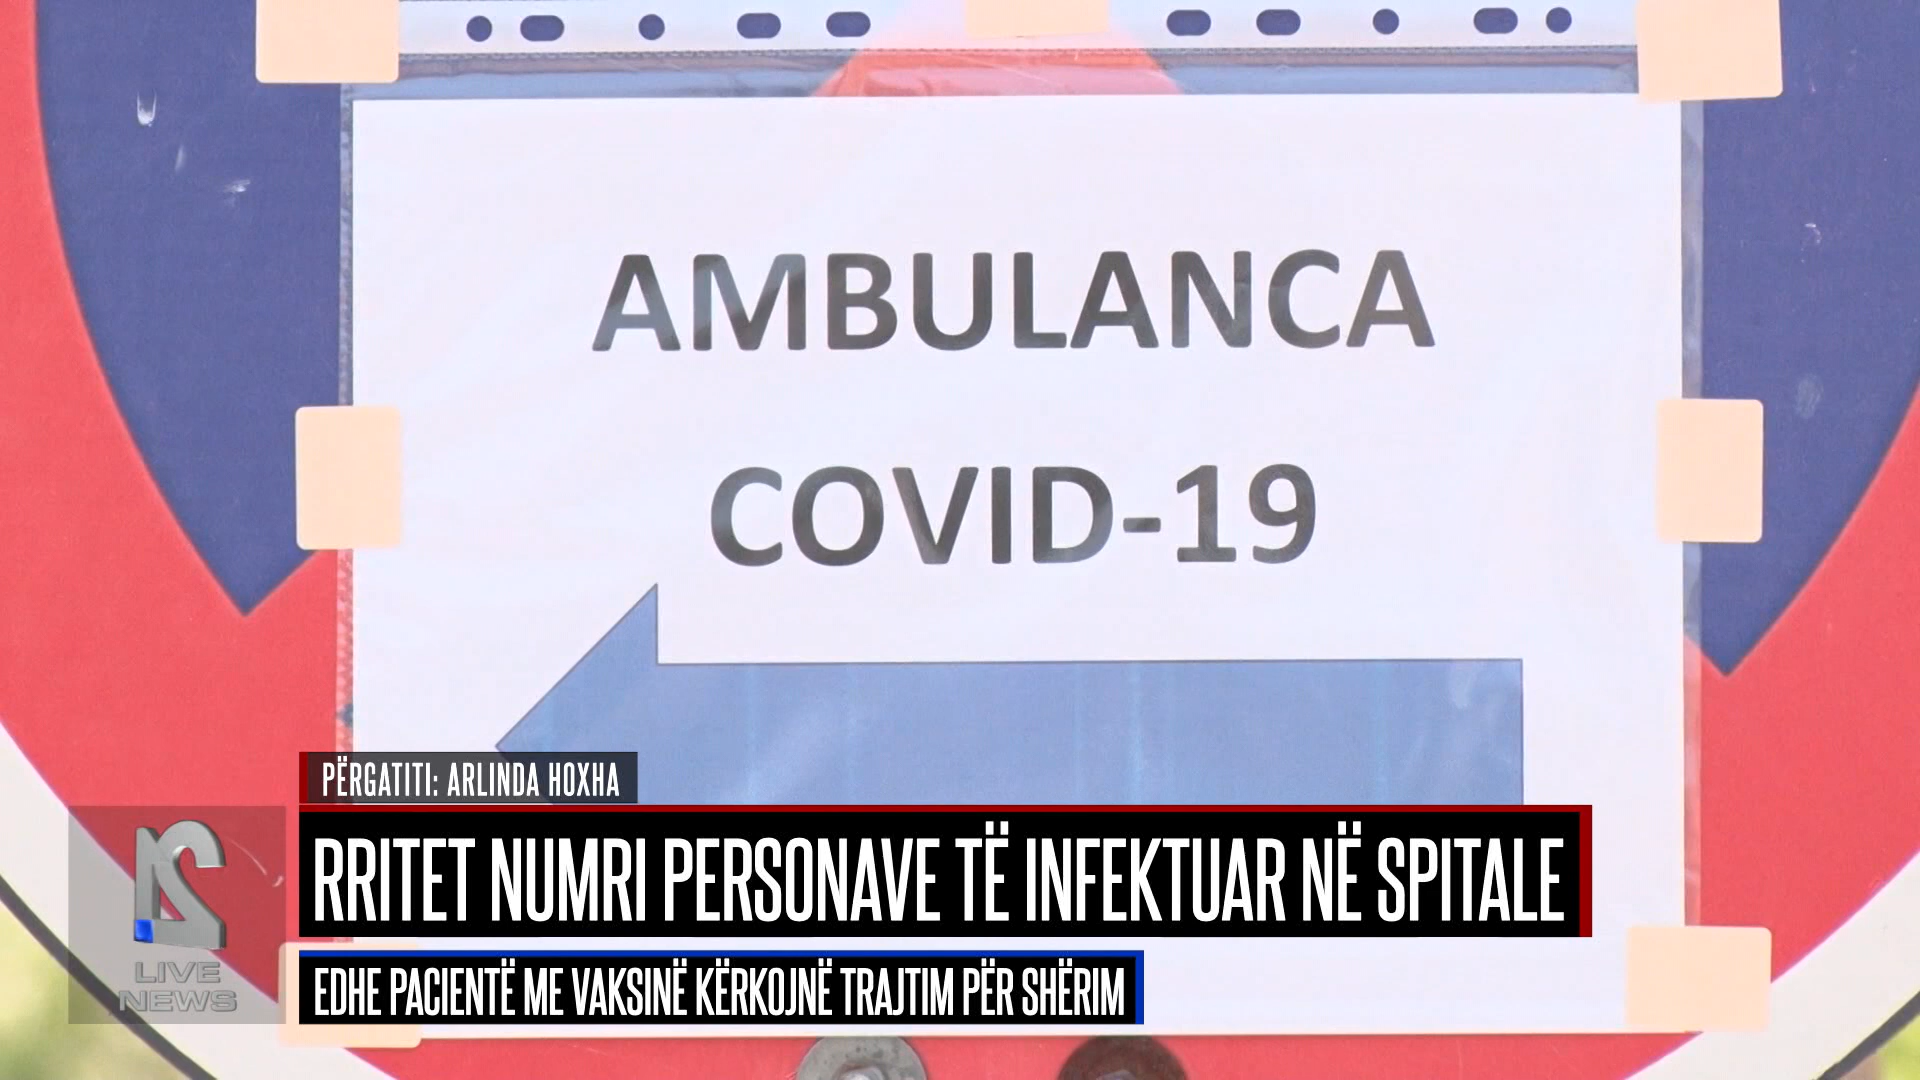 AMBULANCA
COVID-19
PËRGATITI: ARLINDA HOXHA
RRITET NUMRI PERSONAVE TË INFEKTUAR NË SPITALE
EDHE PACIENTË ME VAKSINË KËRKOJNË TRAJTIM PËR SHËRIM
LIVE
NEWS